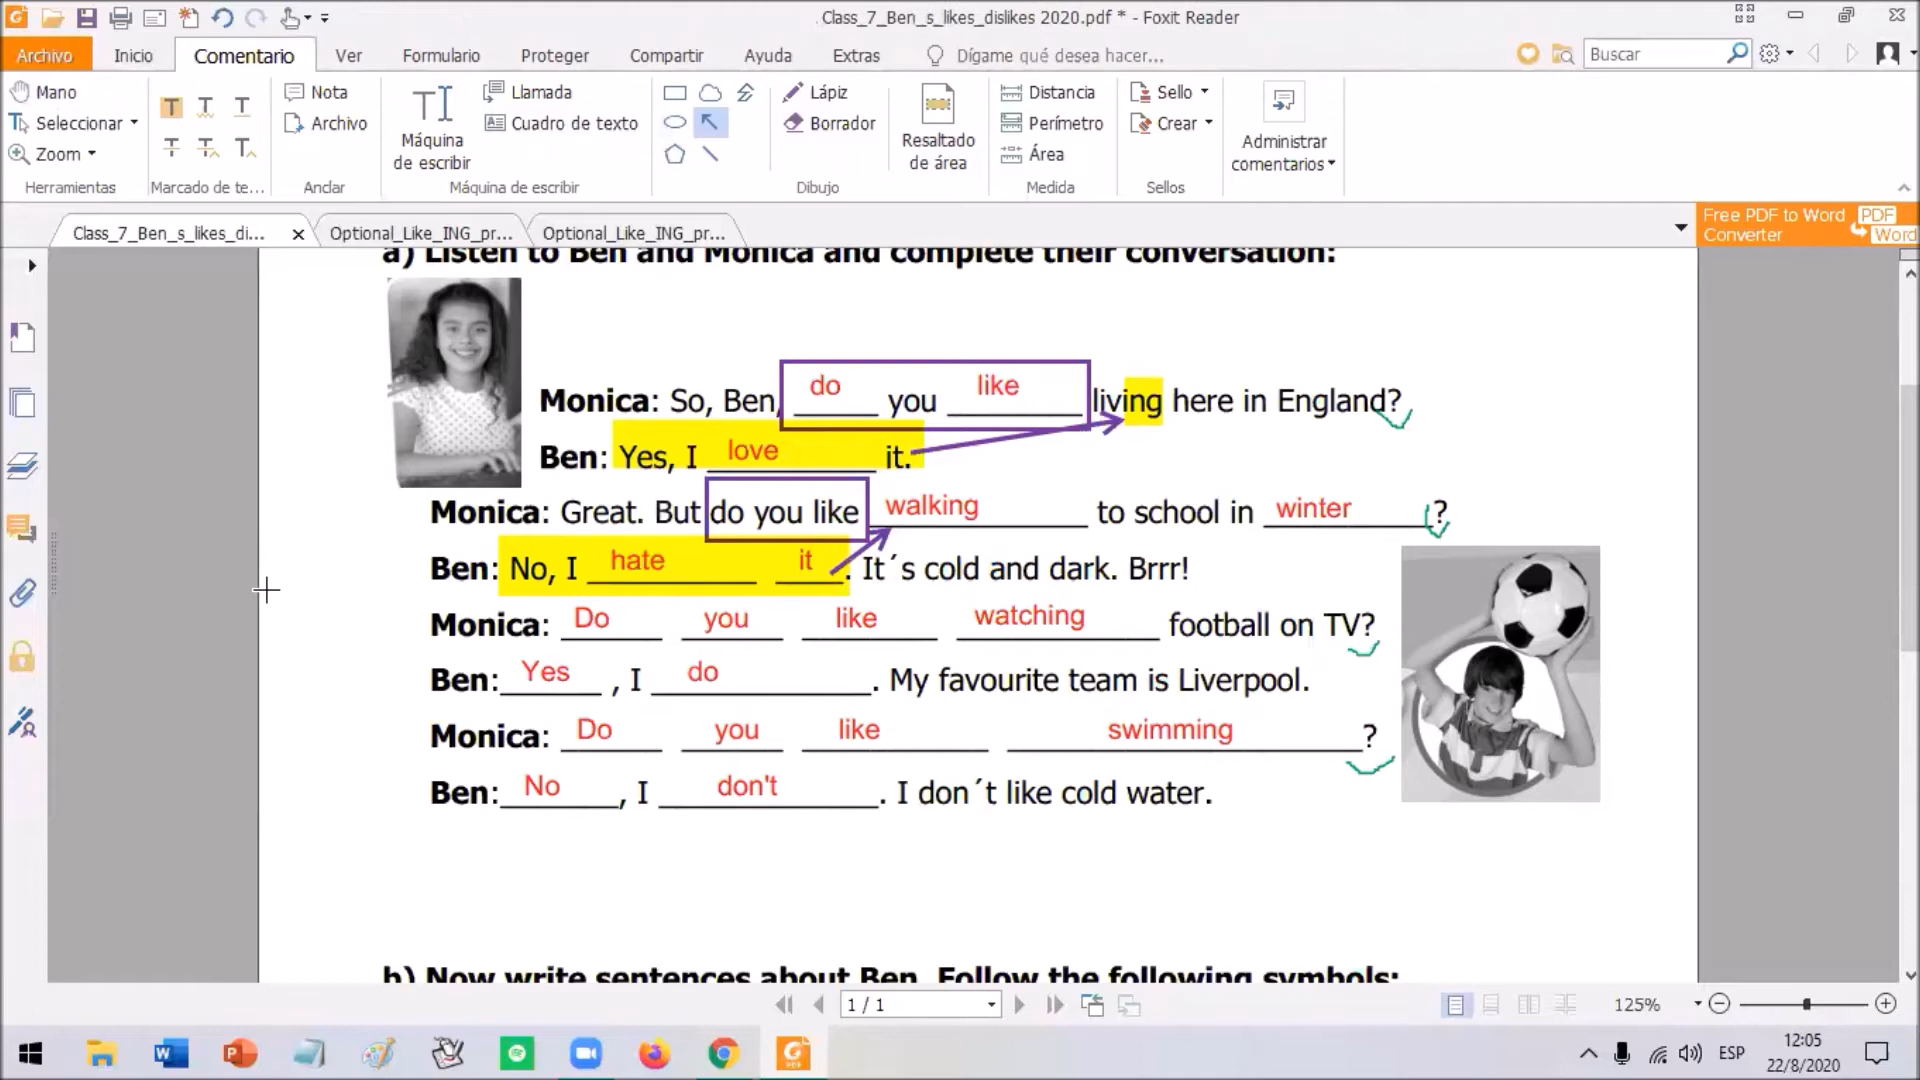 Class_7_Ben_s_likes_dislikes 2020.pdf * - Foxit Reader
Archivo Inicio Comentario Ver Formulario Proteger Compartir Ayuda Extras Dígame qué desea hacer... Buscar
Mano
Seleccionar
Zoom
Herramientas
Marcado de te...
Nota
Archivo
Anclar
Máquina de escribir
Llamada
Cuadro de texto
Máquina de escribir
Lápiz
Borrador
Dibujo
Resaltado de área
Distancia
Perímetro
Área
Medida
Sello
Crear
Sellos
Administrar comentarios
Class_7_Ben_s_likes_di... Optional_Like_ING_pr... Optional_Like_ING_pr...
Free PDF to Word Converter PDF Word
a) Listen to Ben and Monica and complete their conversation:
Monica: So, Ben, do you like living here in England?
Ben: Yes, I love it.
Monica: Great. But do you like walking to school in winter ?
Ben: No, I hate it. It´s cold and dark. Brrr!
Monica: Do you like watching football on TV?
Ben: Yes , I do . My favourite team is Liverpool.
Monica: Do you like swimming ?
Ben: No , I don't . I don´t like cold water.
b) Now write sentences about Ben. Follow the following symbols:
1 / 1 125%
ESP 12:05
22/8/2020